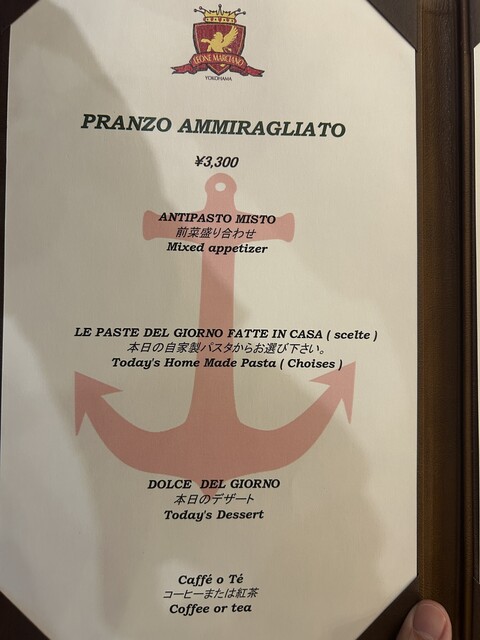 LEONE MARCIANO
YOKOHAMA
PRANZO AMMIRAGLIATO
¥3,300
ANTIPASTO MISTO
前菜盛り合わせ
Mixed appetizer
LE PASTE DEL GIORNO FATTE IN CASA ( scelte )
本日の自家製パスタからお選び下さい。
Today's Home Made Pasta ( Choises )
DOLCE DEL GIORNO
本日のデザート
Today's Dessert
Caffé o Té
コーヒーまたは紅茶
Coffee or tea